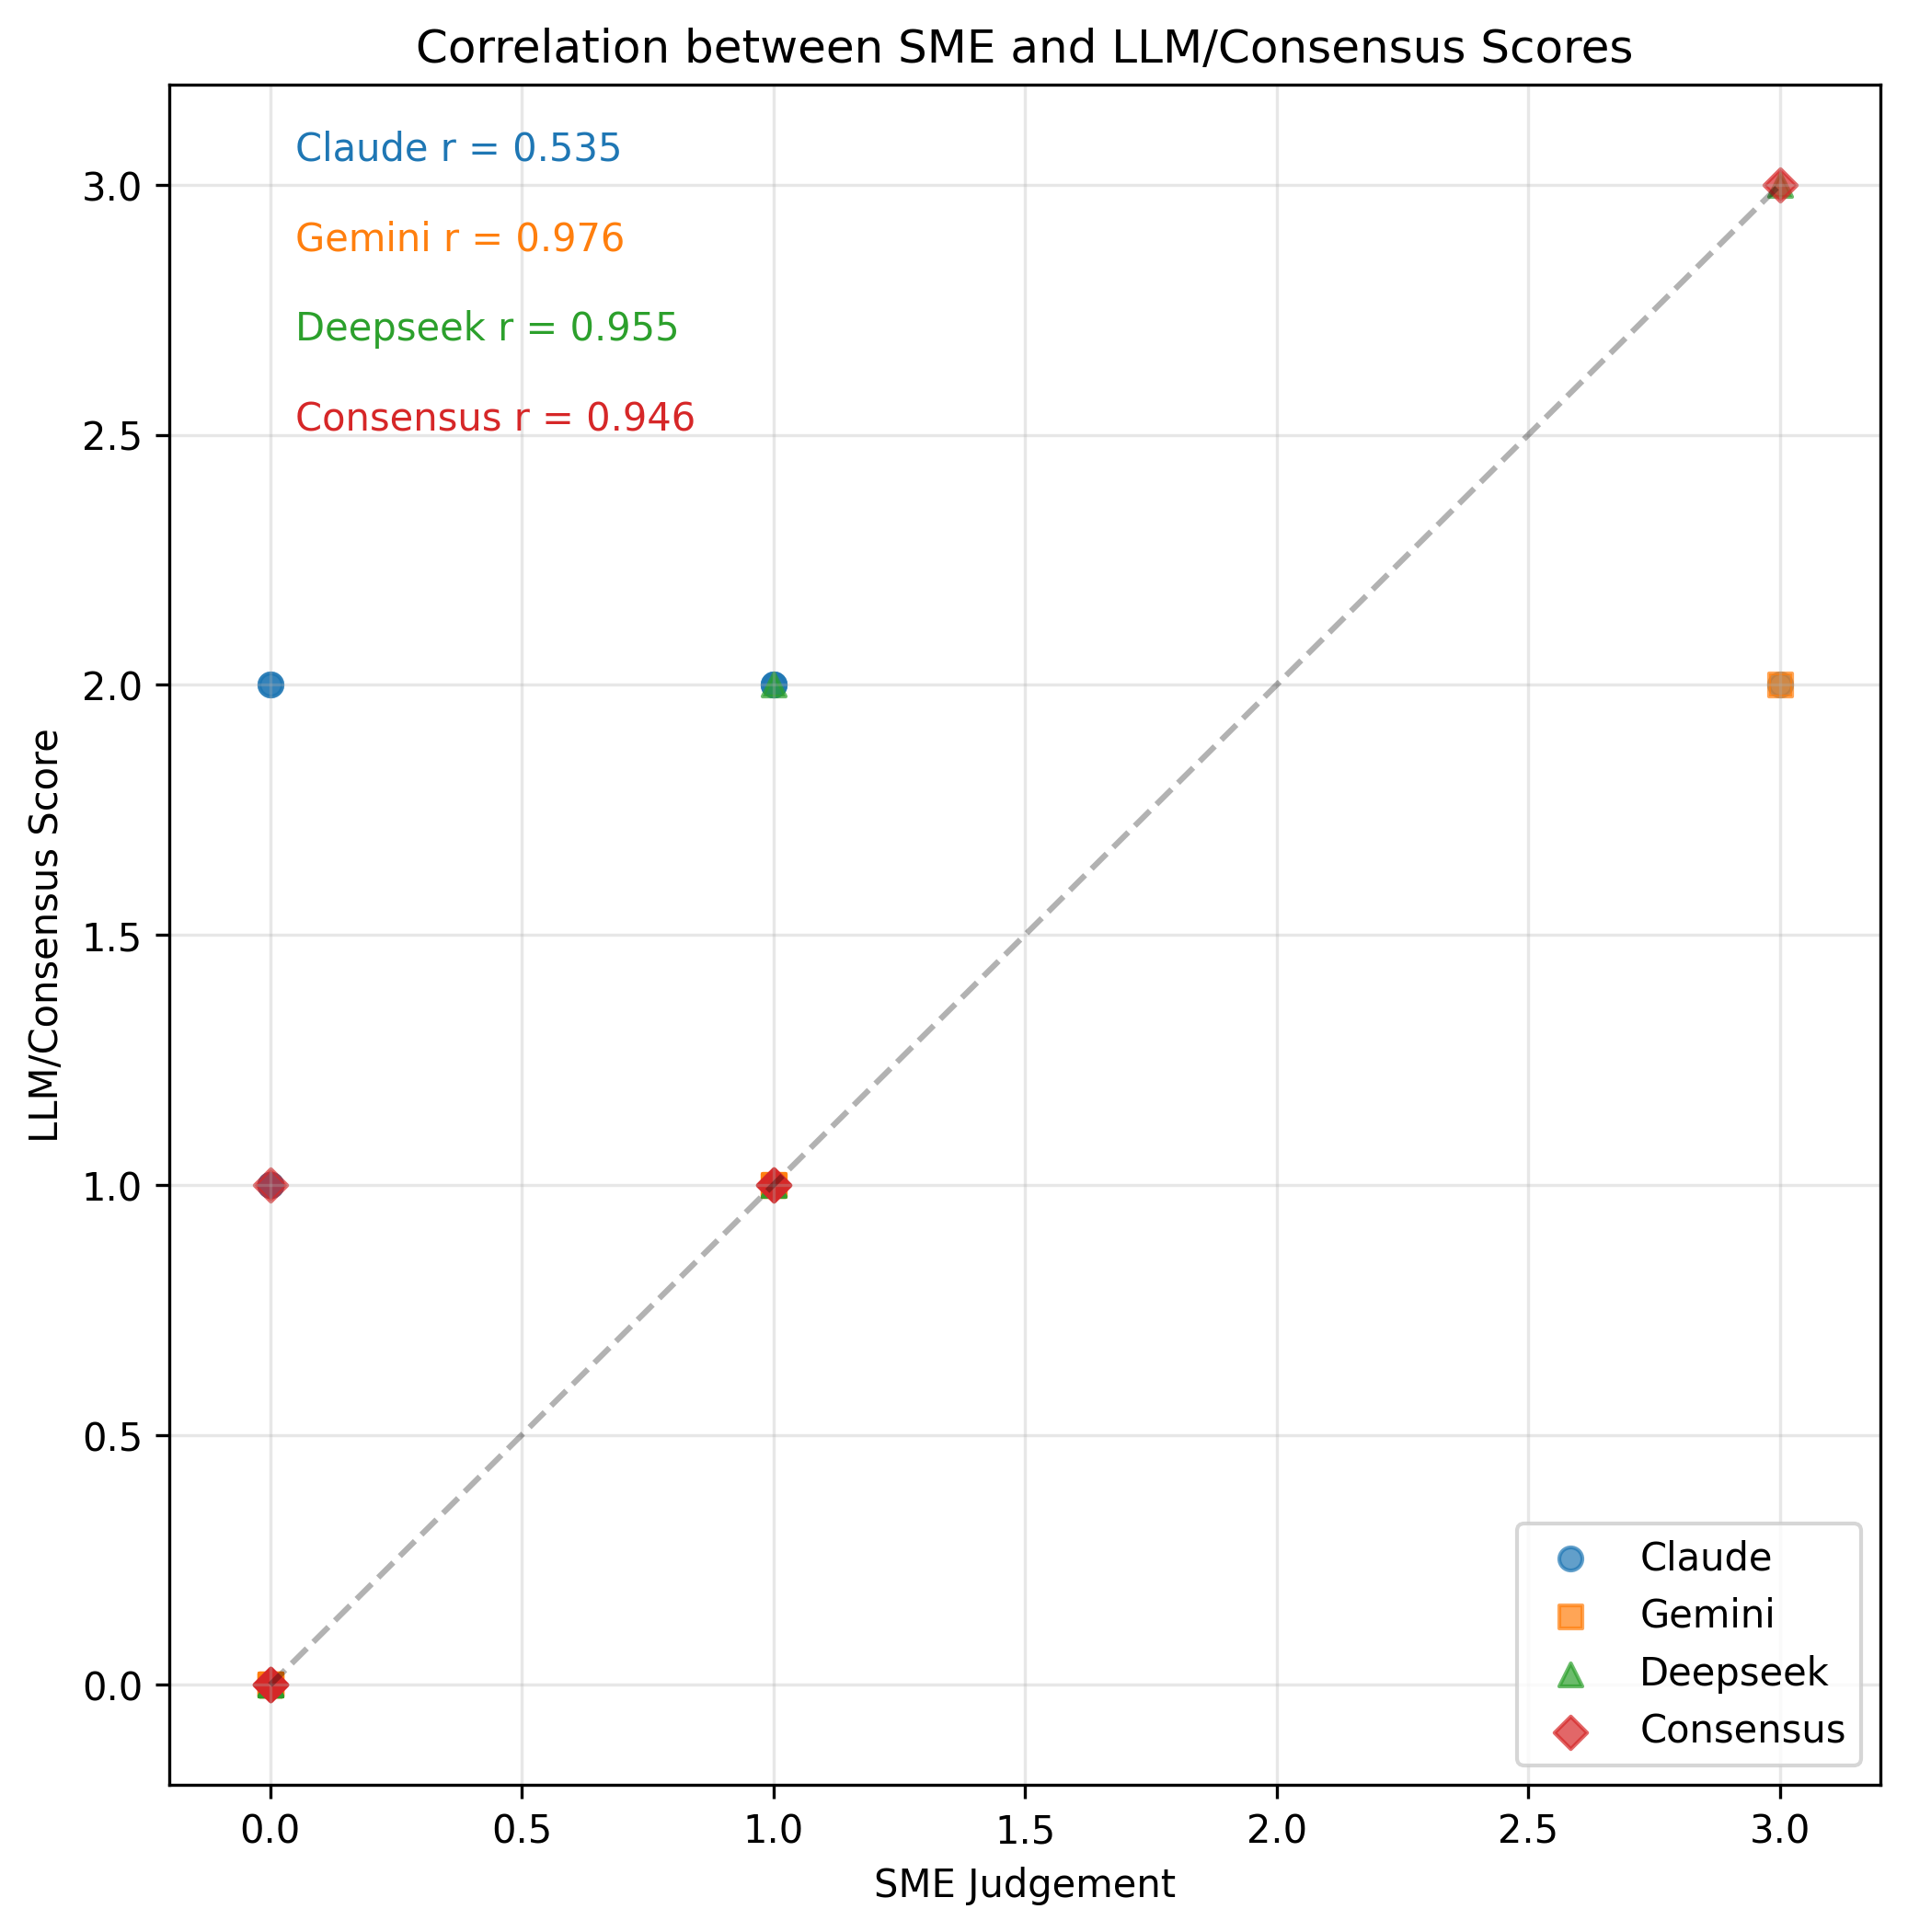 Correlation between SME and LLM/Consensus Scores
Claude r = 0.535
Gemini r = 0.976
Deepseek r = 0.955
Consensus r = 0.946
3.0
2.5
2.0
1.5
1.0
0.5
0.0
LLM/Consensus Score
Claude
Gemini
Deepseek
Consensus
0.0 0.5 1.0 1.5 2.0 2.5 3.0
SME Judgement